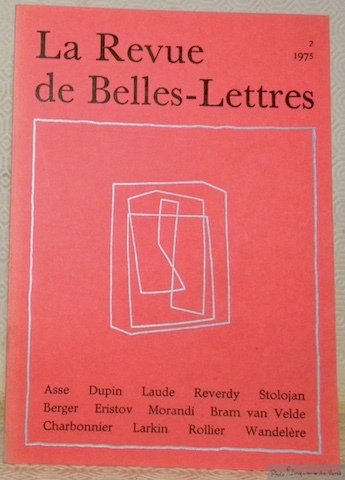 La Revue
de Belles-Lettres
2
1975
Asse Dupin Laude Reverdy Stolojan
Berger Eristov Morandi Bram van Velde
Charbonnier Larkin Rollier Wandelère